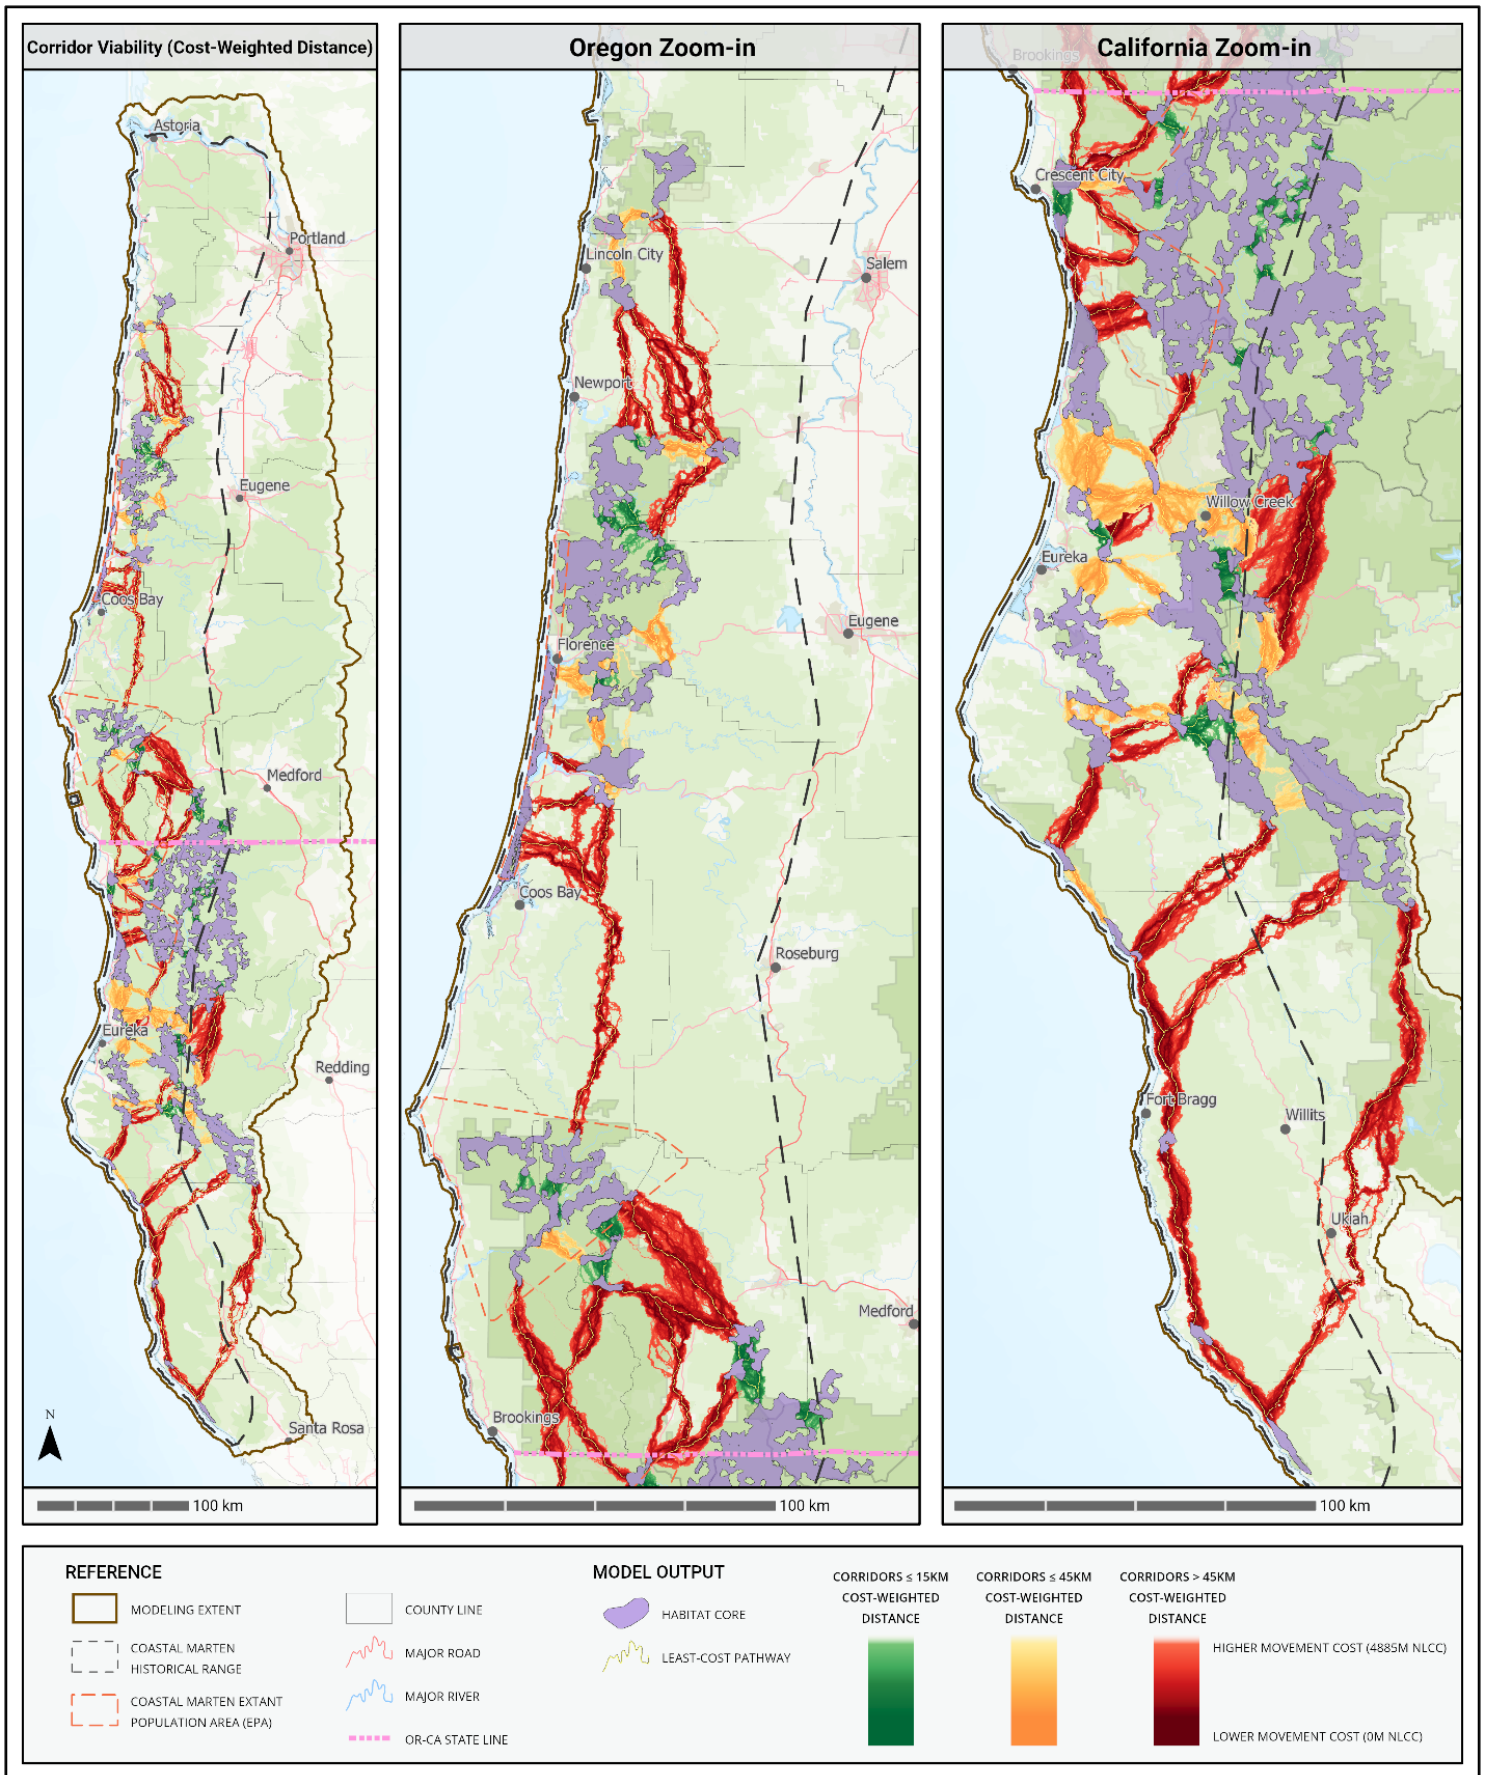 Corridor Viability (Cost-Weighted Distance)
Astoria
Portland
Eugene
Coos Bay
Medford
Eureka
Redding
Santa Rosa
N
100 km
Oregon Zoom-in
Lincoln City
Salem
Newport
Eugene
Florence
Coos Bay
Roseburg
Medford
Brookings
100 km
California Zoom-in
Brookings
Crescent City
Willow Creek
Eureka
Fort Bragg
Willits
Ukiah
100 km
REFERENCE
MODELING EXTENT
COASTAL MARTEN
HISTORICAL RANGE
COASTAL MARTEN EXTANT
POPULATION AREA (EPA)
COUNTY LINE
MAJOR ROAD
MAJOR RIVER
OR-CA STATE LINE
MODEL OUTPUT
HABITAT CORE
LEAST-COST PATHWAY
CORRIDORS ≤ 15KM
COST-WEIGHTED
DISTANCE
CORRIDORS ≤ 45KM
COST-WEIGHTED
DISTANCE
CORRIDORS > 45KM
COST-WEIGHTED
DISTANCE
HIGHER MOVEMENT COST (4885M NLCC)
LOWER MOVEMENT COST (0M NLCC)